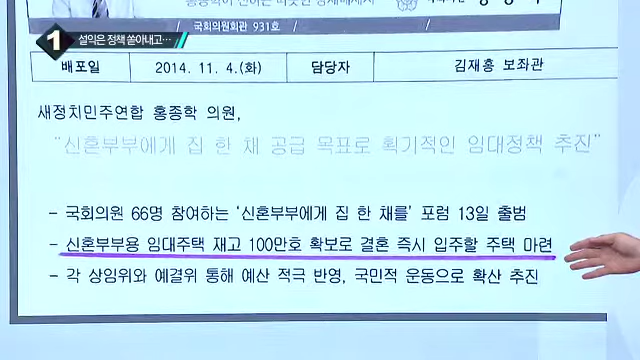 1 설익은 정책 쏟아내고…
국회의원회관 931호
배포일 2014. 11. 4.(화) 담당자 김재흥 보좌관
새정치민주연합 홍종학 의원,
"신혼부부에게 집 한 채 공급 목표로 획기적인 임대정책 추진"
- 국회의원 66명 참여하는 '신혼부부에게 집 한 채를' 포럼 13일 출범
- 신혼부부용 임대주택 재고 100만호 확보로 결혼 즉시 입주할 주택 마련
- 각 상임위와 예결위 통해 예산 적극 반영, 국민적 운동으로 확산 추진